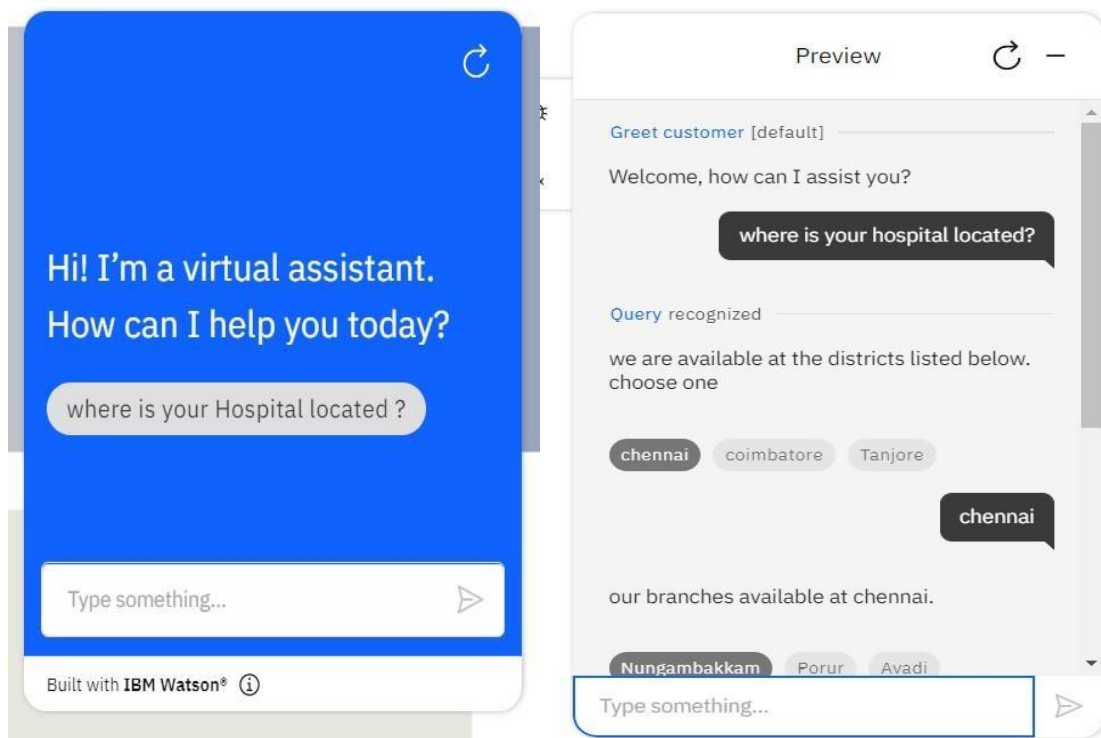 Hi! I'm a virtual assistant.
How can I help you today?
where is your Hospital located ?
Type something...
Built with IBM Watson® ⓘ
Preview
Greet customer [default]
Welcome, how can I assist you?
where is your hospital located?
Query recognized
we are available at the districts listed below.
choose one
chennai coimbatore Tanjore
chennai
our branches available at chennai.
Nungambakkam Porur Avadi
Type something...